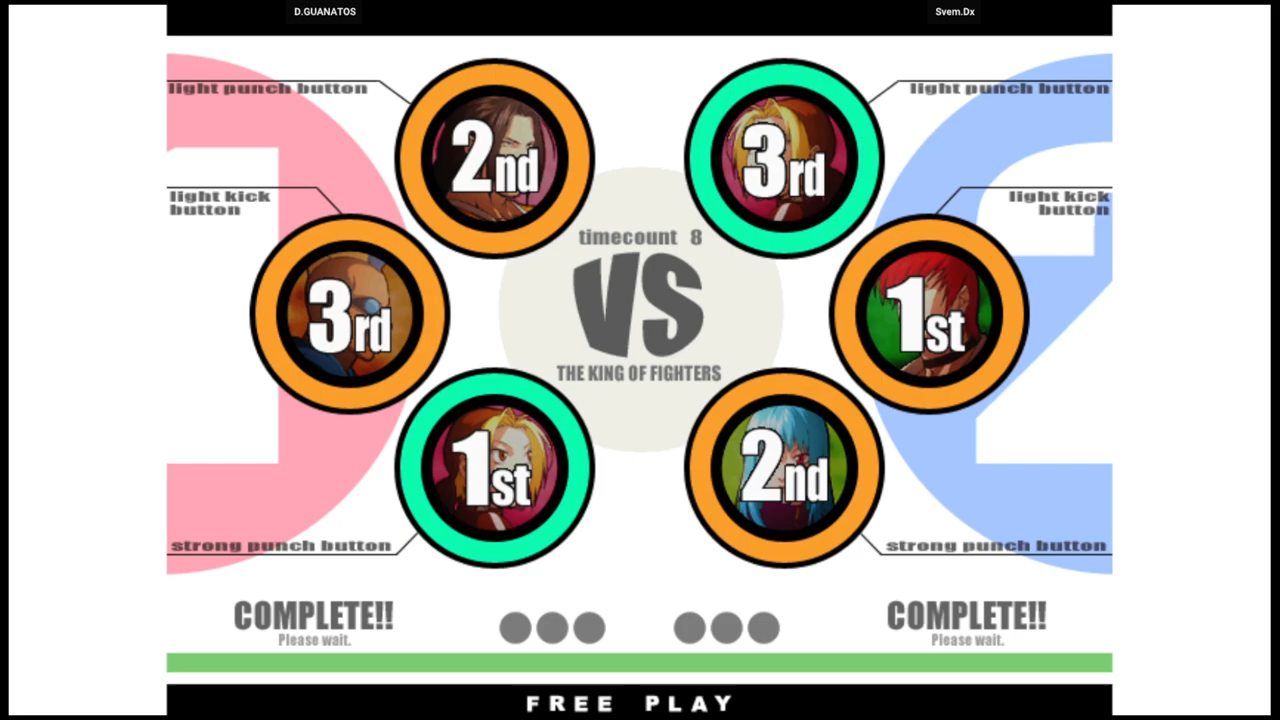 D.GUANATOS
Svem.Dx
light punch button
light punch button
2nd
3rd
light kick
button
light kick
button
timecount 8
VS
THE KING OF FIGHTERS
3rd
1st
1st
2nd
strong punch button
strong punch button
COMPLETE!!
Please wait.
COMPLETE!!
Please wait.
FREE PLAY